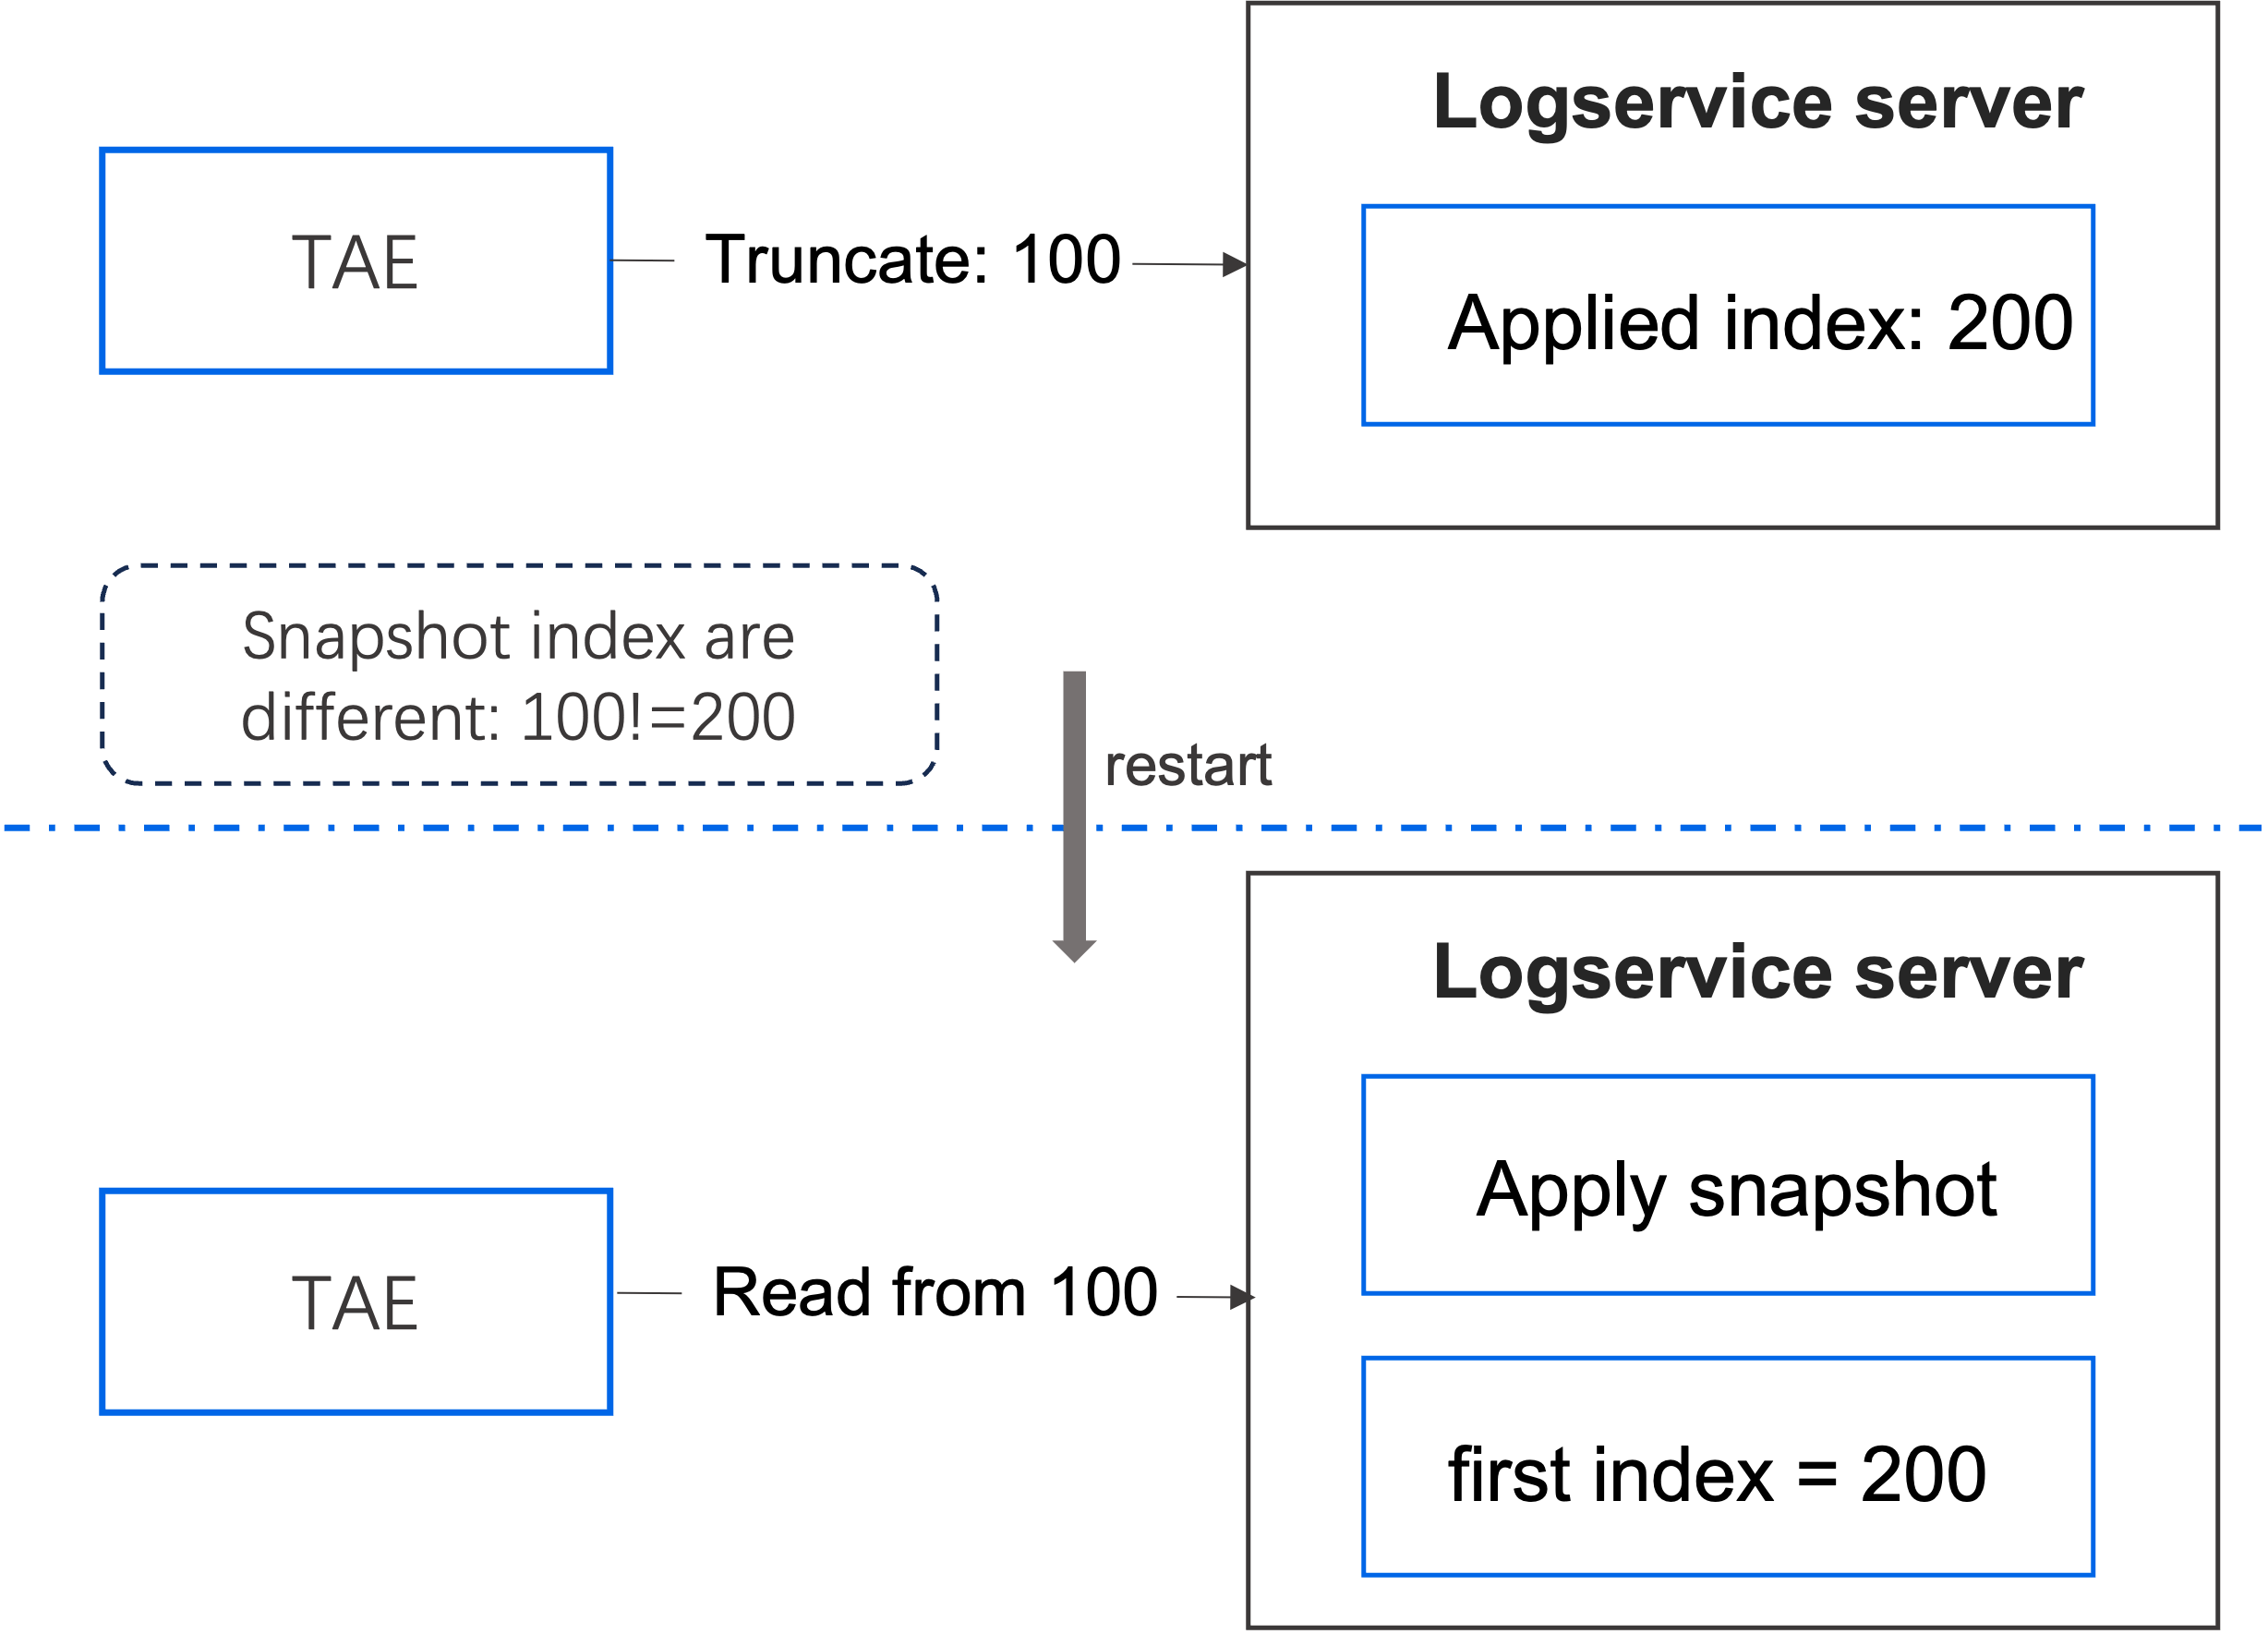 Logservice server
TAE
Truncate: 100
Applied index: 200
Snapshot index are
different: 100!=200
restart
Logservice server
Apply snapshot
TAE
Read from 100
first index = 200